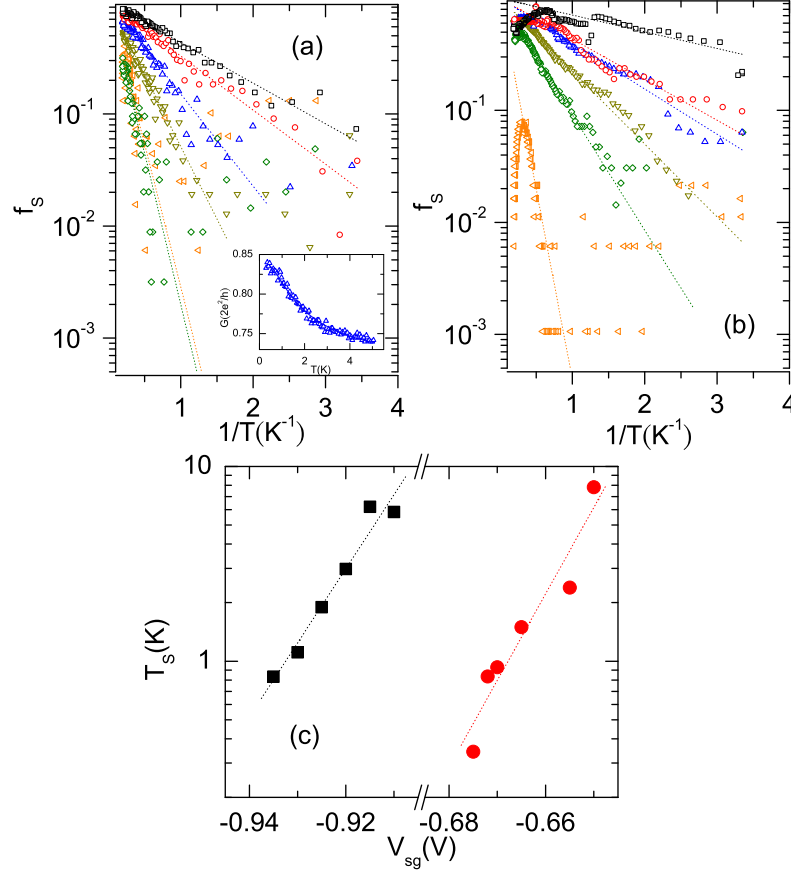 (a)
f_S
10^-1
10^-2
10^-3
1 2 3 4
1/T(K^-1)
G(2e^2/h)
0.85
0.80
0.75
0 2 4
T(K)
(b)
f_S
10^-1
10^-2
10^-3
1 2 3 4
1/T(K^-1)
(c)
T_S(K)
10
1
-0.94 -0.92 -0.68 -0.66
V_sg(V)